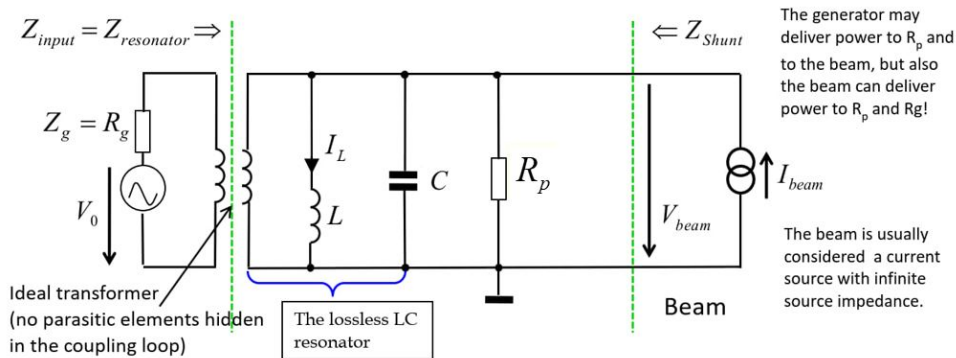 Z_input = Z_resonator ⇒
⇐ Z_Shunt
The generator may
deliver power to R_p and
to the beam, but also
the beam can deliver
power to R_p and Rg!
Z_g = R_g
V_0
I_L
L
C
R_p
V_beam
I_beam
The beam is usually
considered a current
source with infinite
source impedance.
Ideal transformer
(no parasitic elements hidden
in the coupling loop)
The lossless LC
resonator
Beam